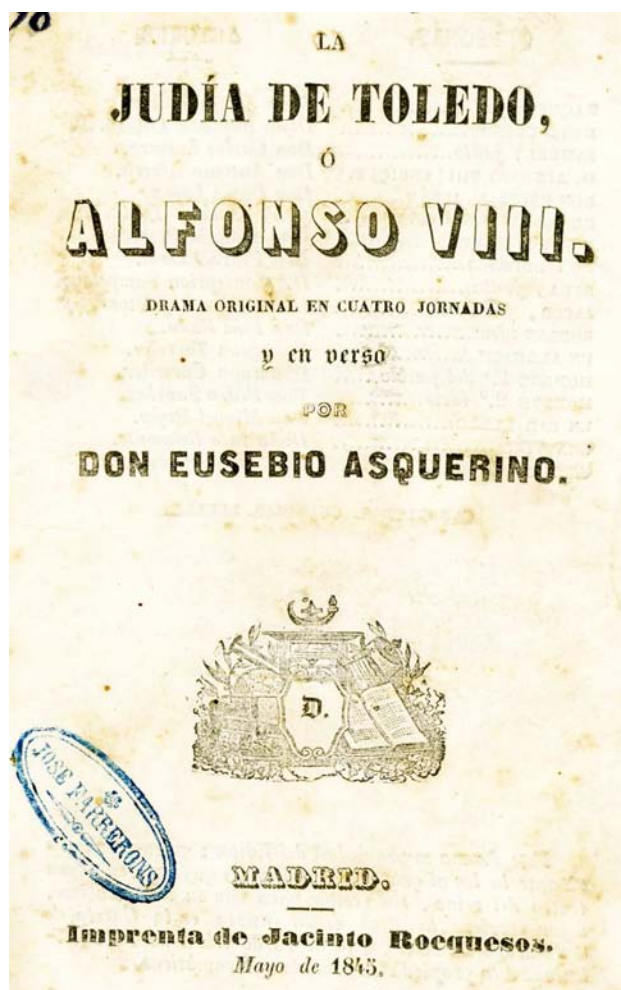 LA
JUDÍA DE TOLEDO,
Ó
ALFONSO VIII.
DRAMA ORIGINAL EN CUATRO JORNADAS
y en verso
POR
DON EUSEBIO ASQUERINO.
D.
JOSE FARRERONS
MADRID.
Imprenta de Jacinto Rocquesos.
Mayo de 1845.